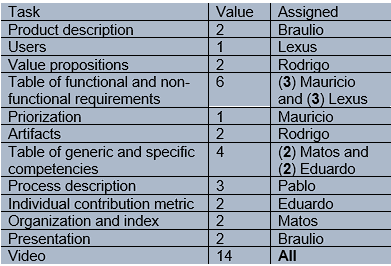 Task Value Assigned
Product description 2 Braulio
Users 1 Lexus
Value propositions 2 Rodrigo
Table of functional and non- 6 (3) Mauricio
functional requirements and (3) Lexus
Priorization 1 Mauricio
Artifacts 2 Rodrigo
Table of generic and specific 4 (2) Matos and
competencies (2) Eduardo
Process description 3 Pablo
Individual contribution metric 2 Eduardo
Organization and index 2 Matos
Presentation 2 Braulio
Video 14 All